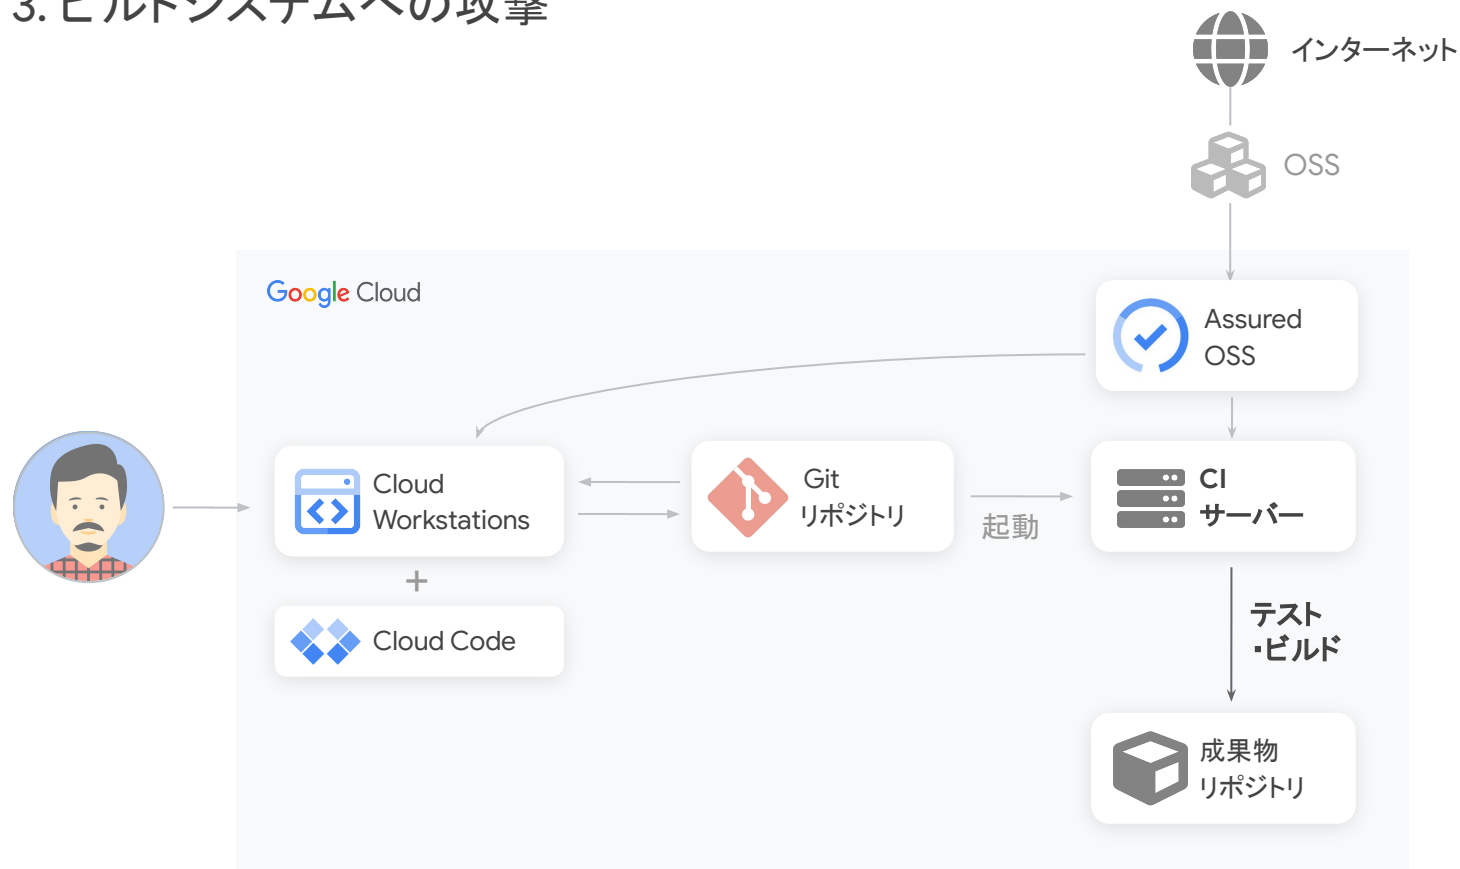 3. ビルドシステムへの攻撃
インターネット
OSS
Google Cloud
Assured
OSS
Cloud
Workstations
Git
リポジトリ
起動
CI
サーバー
+
Cloud Code
テスト
・ビルド
成果物
リポジトリ